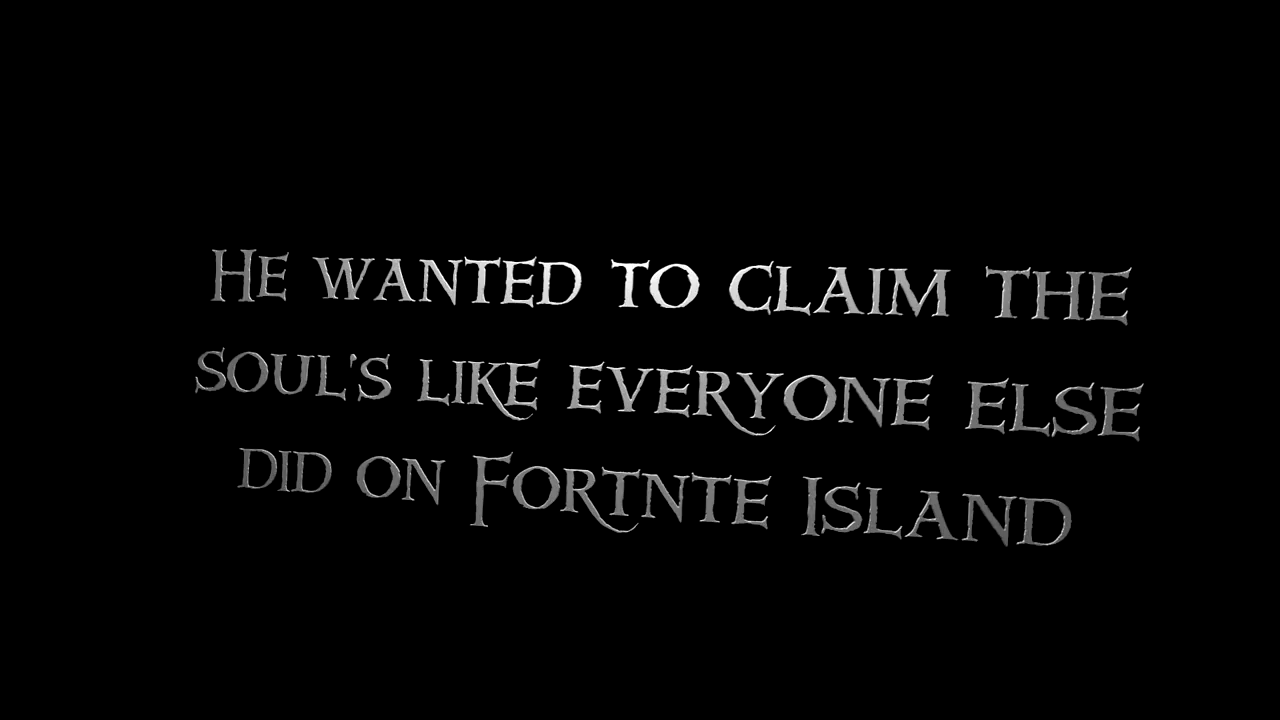 He wanted to claim the
soul's like everyone else
did on Fortnte Island